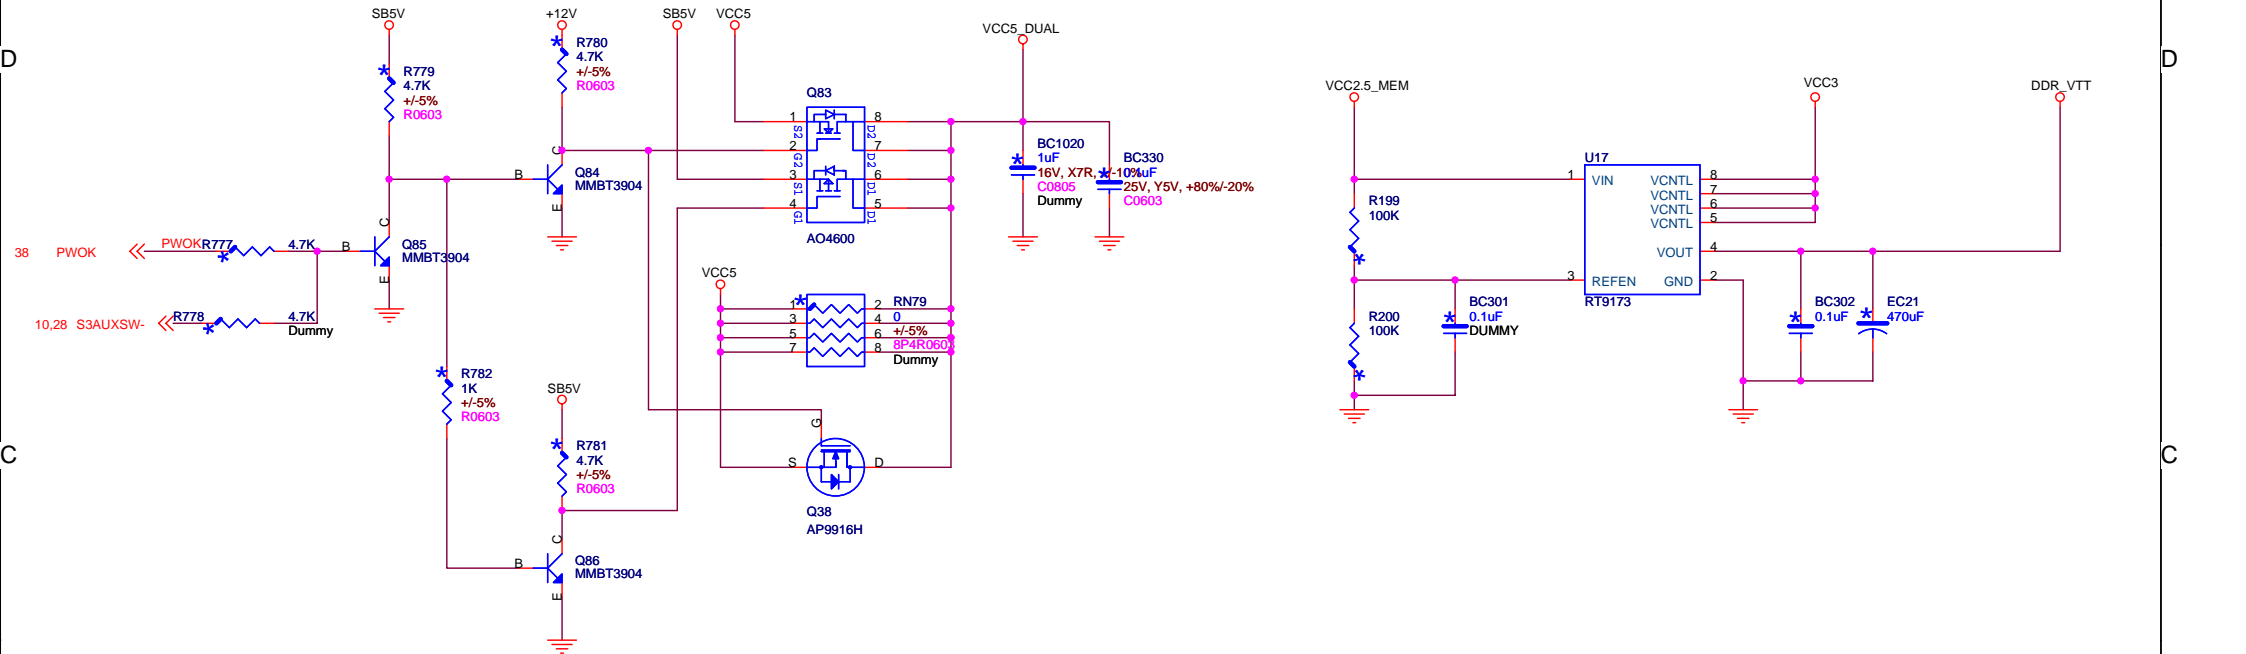 D
D
C
C
SB5V
R779
4.7K
+/-5%
R0603
+12V
R780
4.7K
+/-5%
R0603
SB5V
VCC5
VCC5_DUAL
Q83
1
S2
2
G2
3
S1
4
G1
8
D2
7
D2
6
D1
5
D1
AO4600
BC1020
1uF
16V, X7R, +/-10%
C0805
Dummy
BC330
0.1uF
25V, Y5V, +80%/-20%
C0603
B
C
E
Q84
MMBT3904
38 PWOK
PWOK
R777
4.7K
B
C
E
Q85
MMBT3904
10,28 S3AUXSW-
R778
4.7K
Dummy
VCC5
1
3
5
7
2
4
6
8
RN79
0
+/-5%
8P4R0603
Dummy
R782
1K
+/-5%
R0603
SB5V
R781
4.7K
+/-5%
R0603
G
S
D
Q38
AP9916H
B
C
E
Q86
MMBT3904
VCC2.5_MEM
R199
100K
R200
100K
BC301
0.1uF
DUMMY
U17
1
VIN
3
REFEN
VCNTL
8
VCNTL
7
VCNTL
6
VCNTL
5
VOUT
4
GND
2
RT9173
VCC3
DDR_VTT
BC302
0.1uF
EC21
470uF